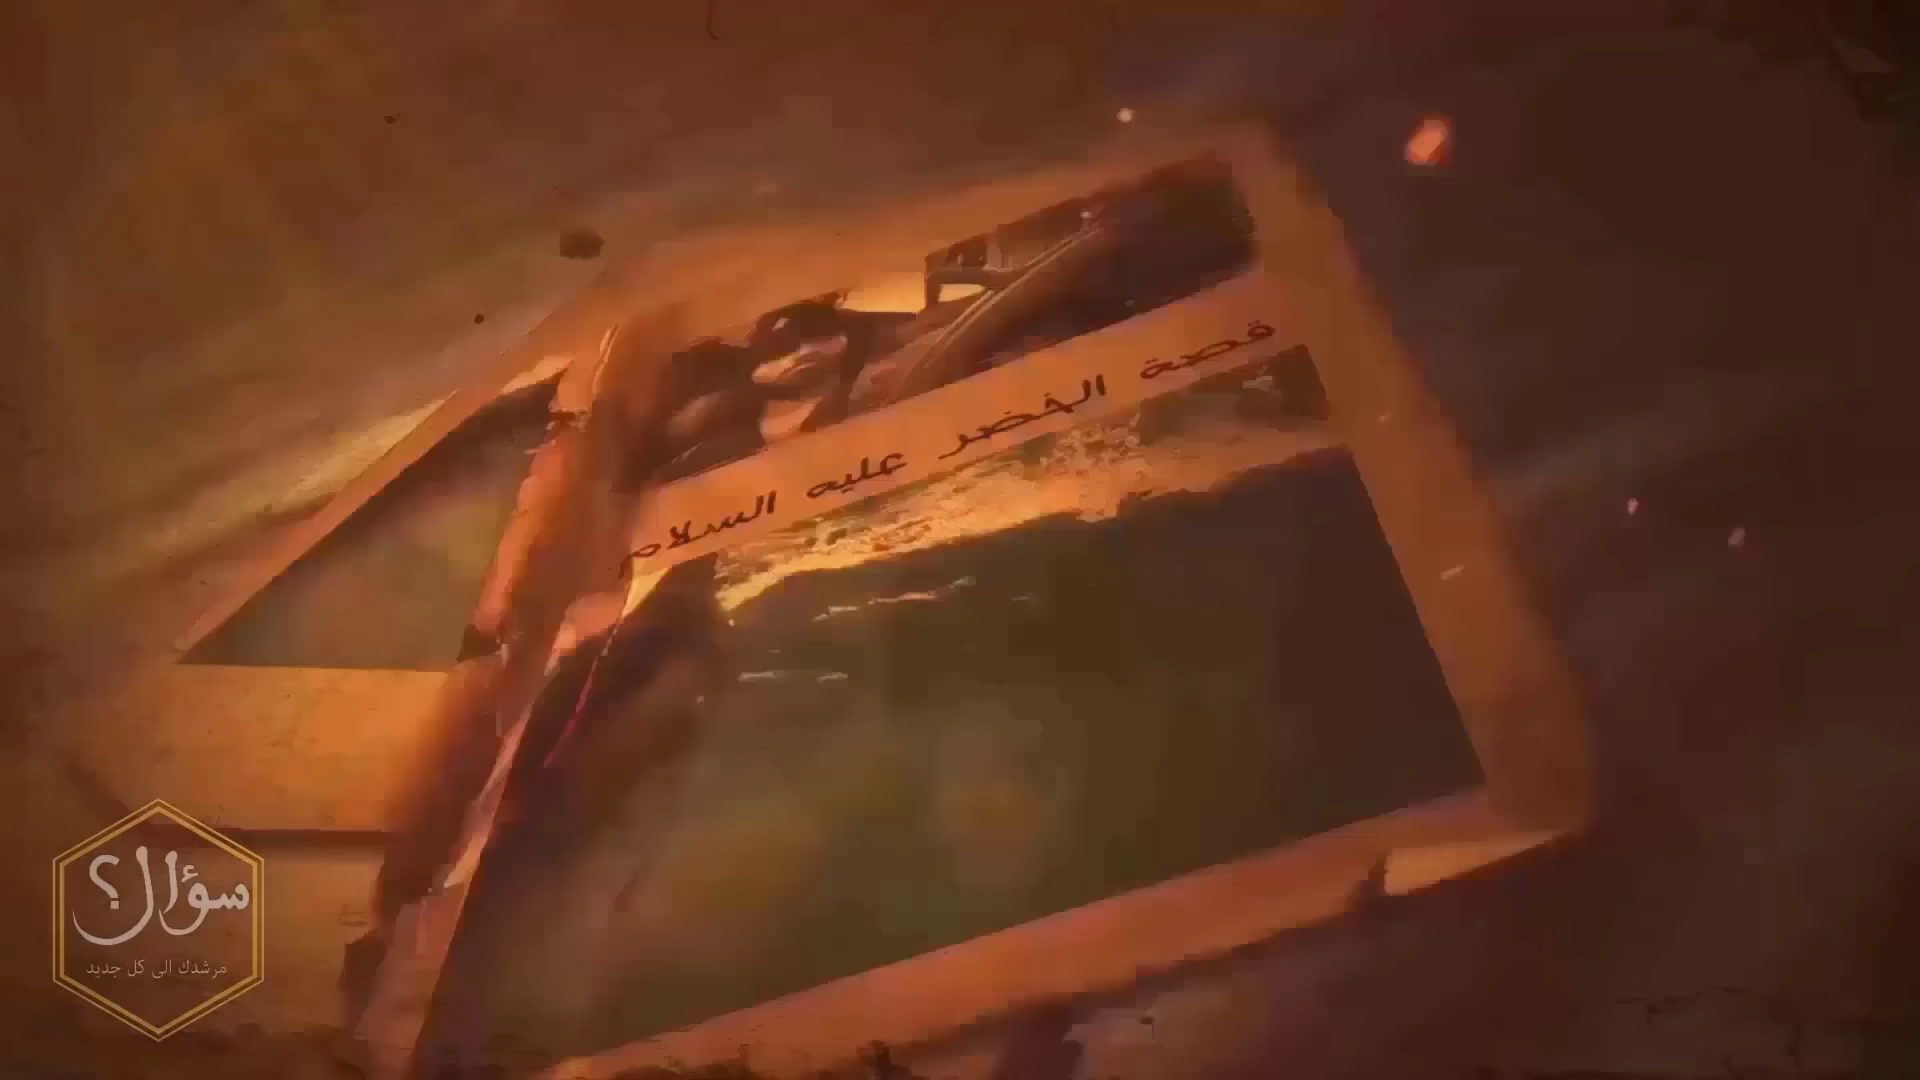 قصة الخضر عليه السلام
سؤال؟
مرشدك الى كل جديد